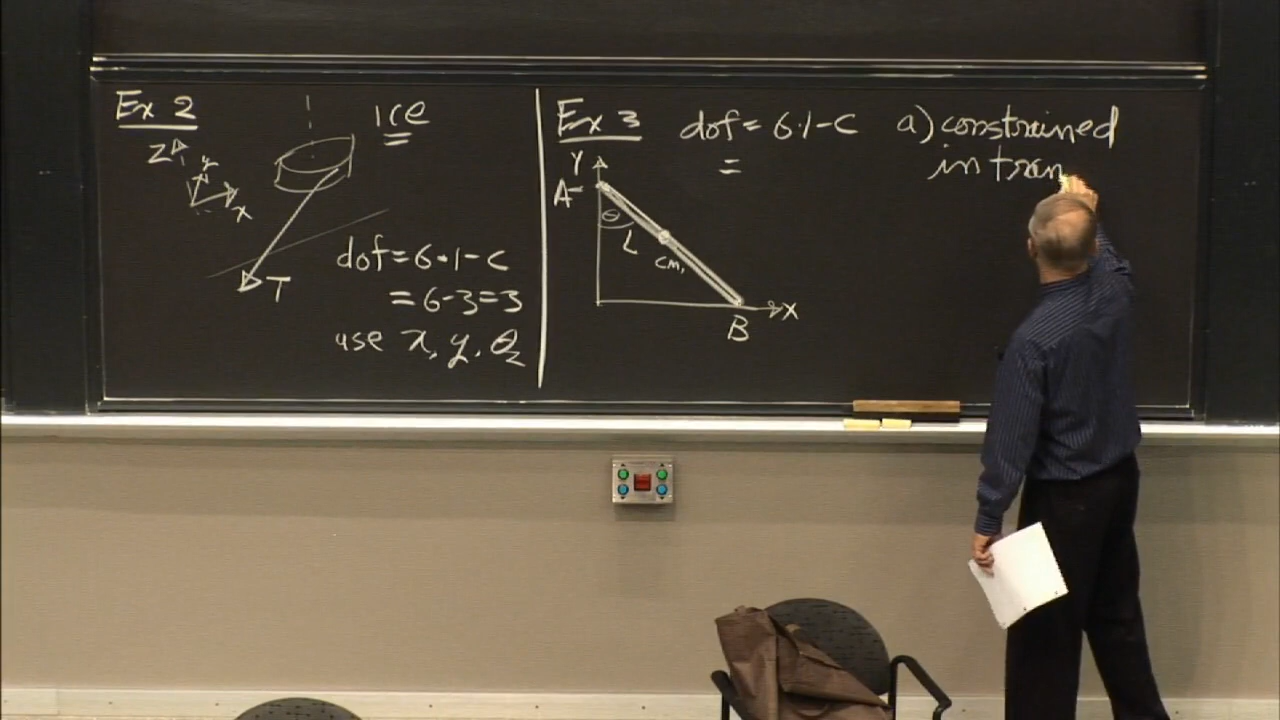 Ex 2
ICE
Z
y
x
T
dof = 6·1 - C
= 6 - 3 = 3
use x, y, θz
Ex 3
dof = 6·1 - C
=
Y
A
θ
L
cm.
B
X
a) constrained
in tran